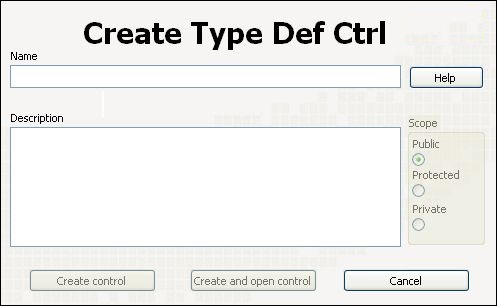 Create Type Def Ctrl
Name
Help
Description
Scope
Public
Protected
Private
Create control
Create and open control
Cancel